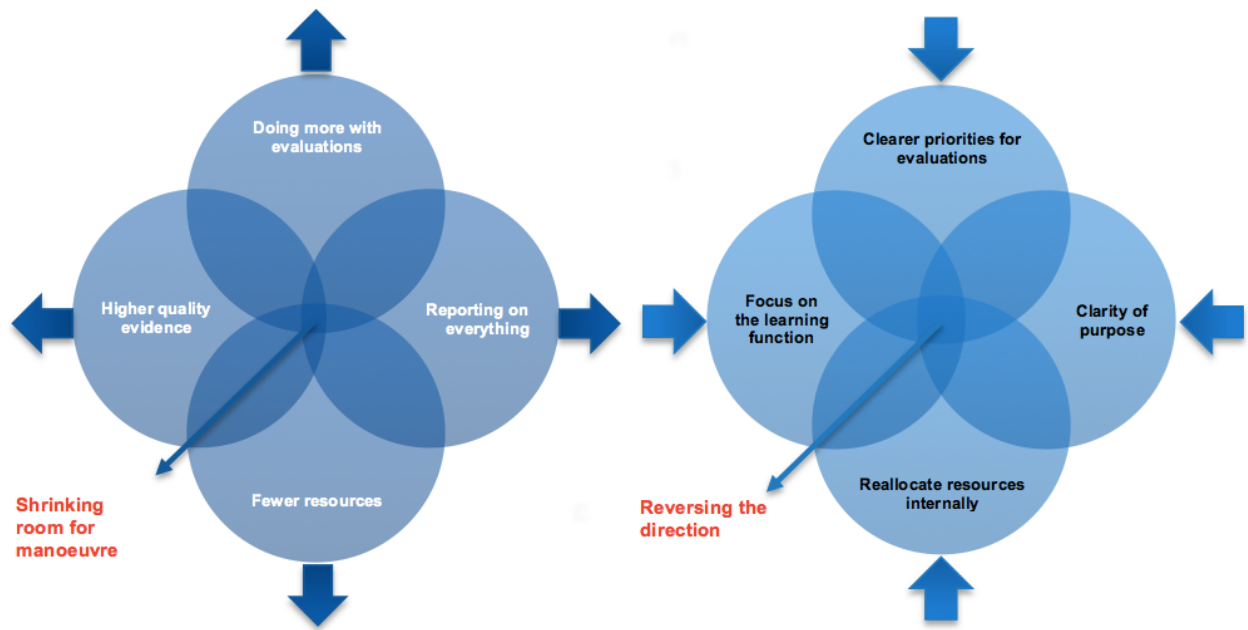 Doing more with
evaluations
Higher quality
evidence
Reporting on
everything
Fewer resources
Shrinking
room for
manoeuvre
Clearer priorities for
evaluations
Focus on
the learning
function
Clarity of
purpose
Reallocate resources
internally
Reversing the
direction